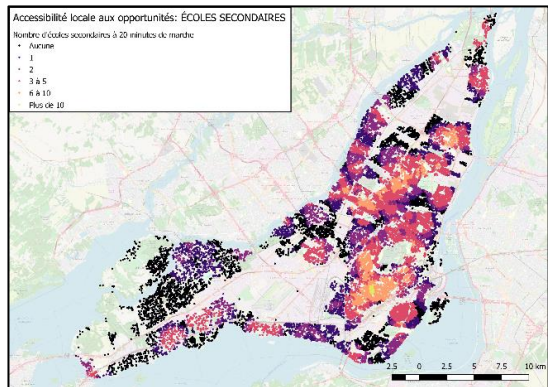 Accessibilité locale aux opportunités: ÉCOLES SECONDAIRES
Nombre d'écoles secondaires à 20 minutes de marche
Aucune
1
2
3 à 5
6 à 10
Plus de 10
2.5 0 2.5 5 7.5 10 km